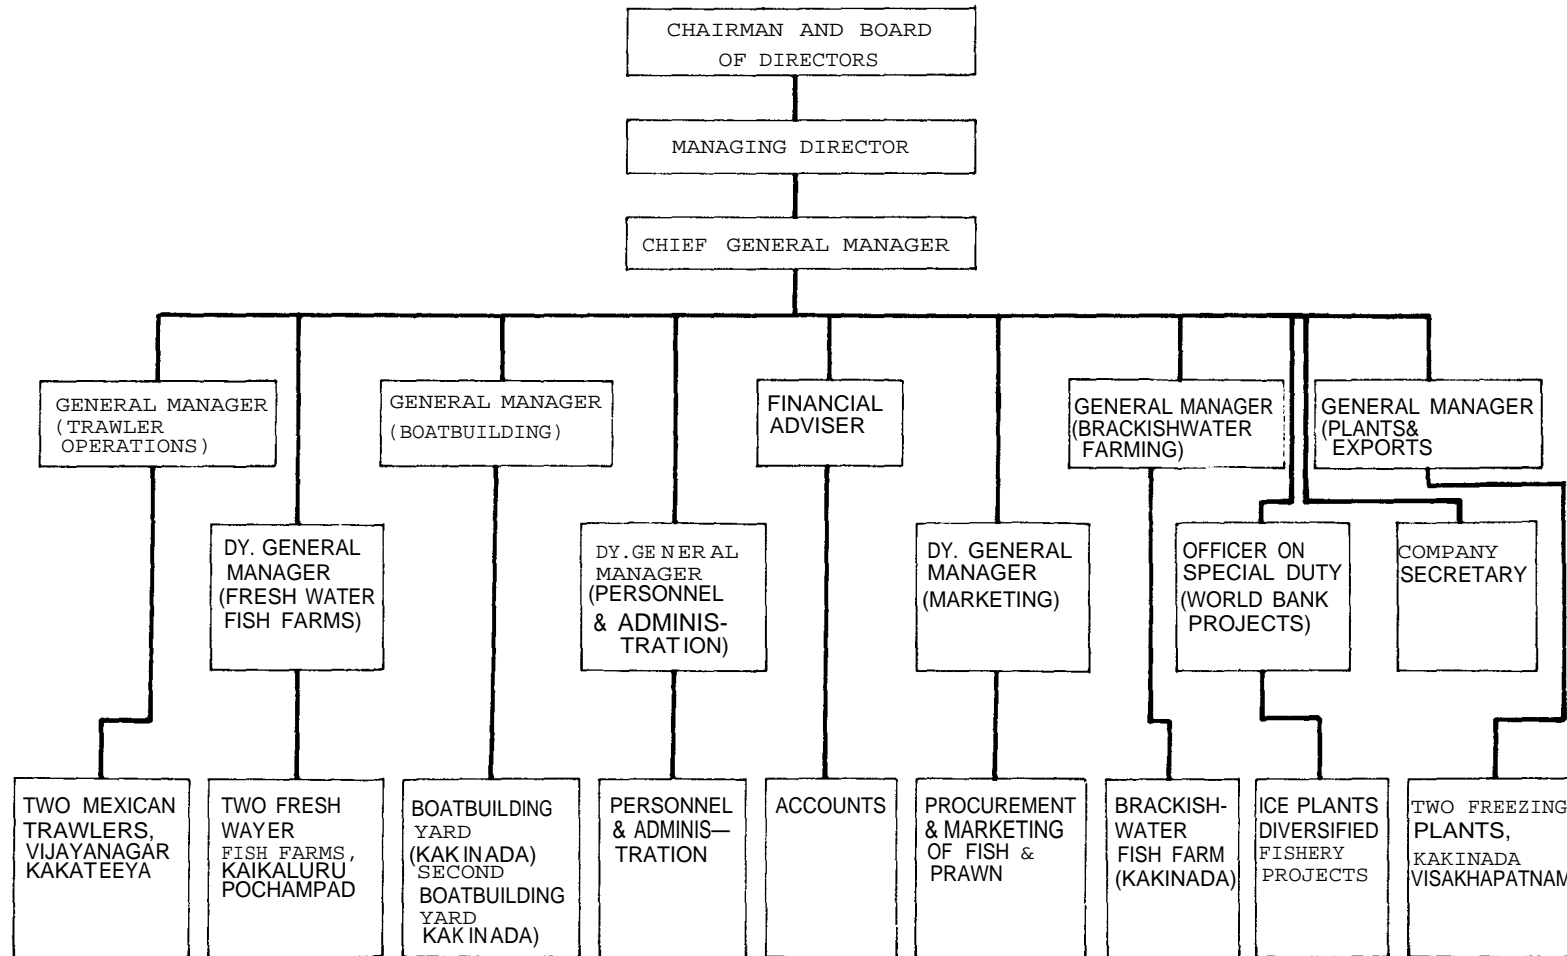 CHAIRMAN AND BOARD
OF DIRECTORS
MANAGING DIRECTOR
CHIEF GENERAL MANAGER
GENERAL MANAGER
(TRAWLER
OPERATIONS)
GENERAL MANAGER
(BOATBUILDING)
FINANCIAL
ADVISER
GENERAL MANAGER
(BRACKISHWATER
FARMING)
GENERAL MANAGER
(PLANTS&
EXPORTS
DY. GENERAL
MANAGER
(FRESH WATER
FISH FARMS)
DY.GENERAL
MANAGER
(PERSONNEL
& ADMINIS-
TRATION)
DY. GENERAL
MANAGER
(MARKETING)
OFFICER ON
SPECIAL DUTY
(WORLD BANK
PROJECTS)
COMPANY
SECRETARY
TWO MEXICAN
TRAWLERS,
VIJAYANAGAR
KAKATEEYA
TWO FRESH
WAYER
FISH FARMS,
KAIKALURU
POCHAMPAD
BOATBUILDING
YARD
(KAKINADA)
SECOND
BOATBUILDING
YARD
KAKINADA)
PERSONNEL
& ADMINIS—
TRATION
ACCOUNTS
PROCUREMENT
& MARKETING
OF FISH &
PRAWN
BRACKISH-
WATER
FISH FARM
(KAKINADA)
ICE PLANTS
DIVERSIFIED
FISHERY
PROJECTS
TWO FREEZING
PLANTS,
KAKINADA
VISAKHAPATNAM